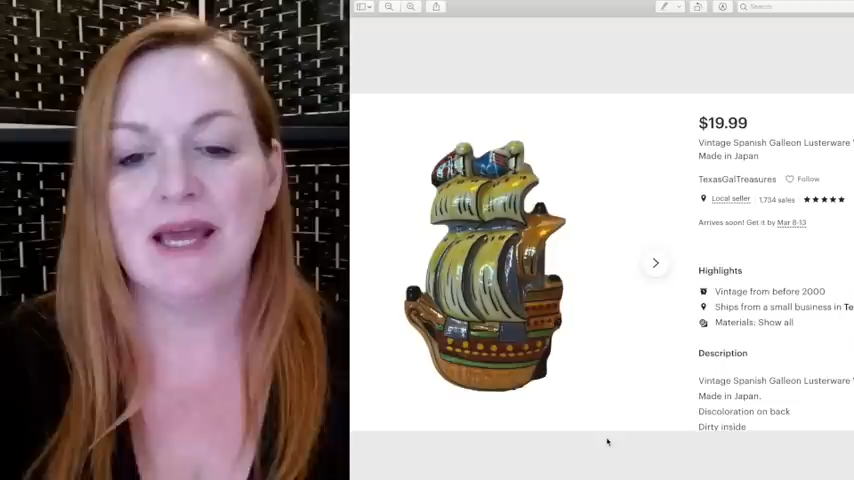 Search
$19.99
Vintage Spanish Galleon Lusterware
Made in Japan
TexasGalTreasures Follow
Local seller 1,734 sales
Arrives soon! Get it by Mar 8-13
Highlights
Vintage from before 2000
Ships from a small business in Te
Materials: Show all
Description
Vintage Spanish Galleon Lusterware
Made in Japan.
Discoloration on back
Dirty inside